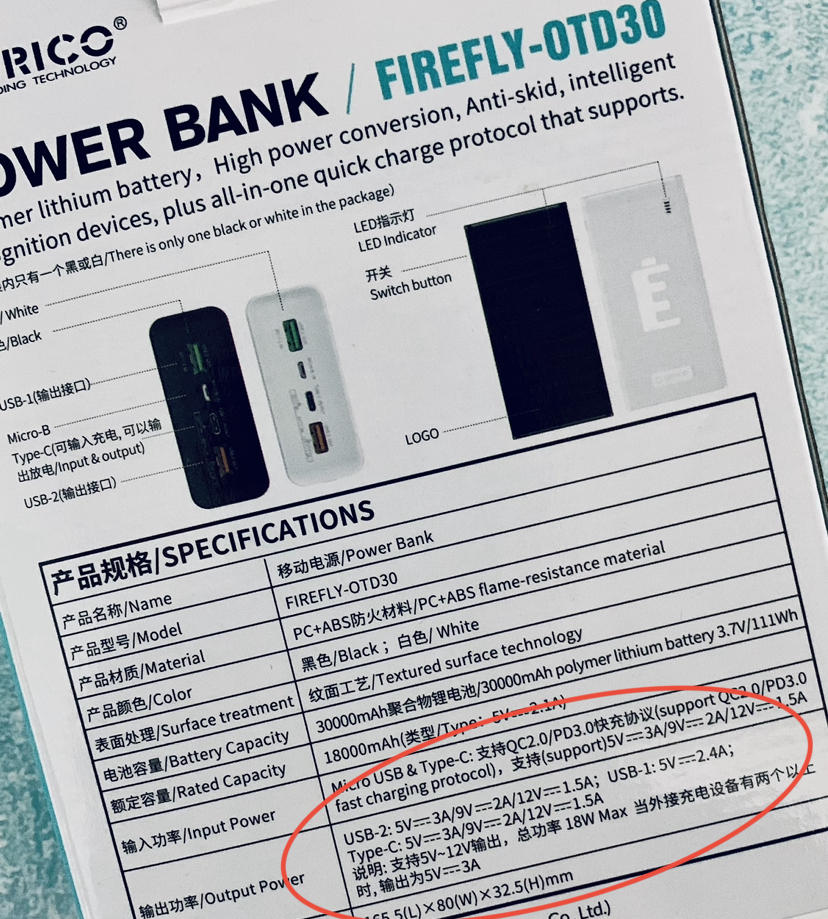 RICO®
DING TECHNOLOGY
OWER BANK / FIREFLY-OTD30
mer lithium battery, High power conversion, Anti-skid, intelligent
gnition devices, plus all-in-one quick charge protocol that supports.
内只有一个黑或白/There is only one black or white in the package)
/White
/Black
USB-1(输出接口)
Micro-B
Type-C(可输入充电, 可以输
出放电/Input & output)
USB-2(输出接口)
LED指示灯
LED Indicator
开关
Switch button
LOGO
产品规格/SPECIFICATIONS
产品名称/Name 移动电源/Power Bank
产品型号/Model FIREFLY-OTD30
产品材质/Material PC+ABS防火材料/PC+ABS flame-resistance material
产品颜色/Color 黑色/Black ; 白色/ White
表面处理/Surface treatment 纹面工艺/Textured surface technology
电池容量/Battery Capacity 30000mAh聚合物锂电池/30000mAh polymer lithium battery 3.7V/111Wh
额定容量/Rated Capacity 18000mAh(类型/Type: 5V⎓2.1A)
输入功率/Input Power Micro USB & Type-C: 支持QC2.0/PD3.0快充协议(support QC2.0/PD3.0
fast charging protocol), 支持(support)5V⎓3A/9V⎓2A/12V⎓1.5A
输出功率/Output Power USB-2: 5V⎓3A/9V⎓2A/12V⎓1.5A; USB-1: 5V⎓2.4A;
Type-C: 5V⎓3A/9V⎓2A/12V⎓1.5A
说明: 支持5V~12V输出, 总功率 18W Max 当外接充电设备有两个以上
时, 输出为5V⎓3A
65.5(L)×80(W)×32.5(H)mm
Co.,Ltd.)